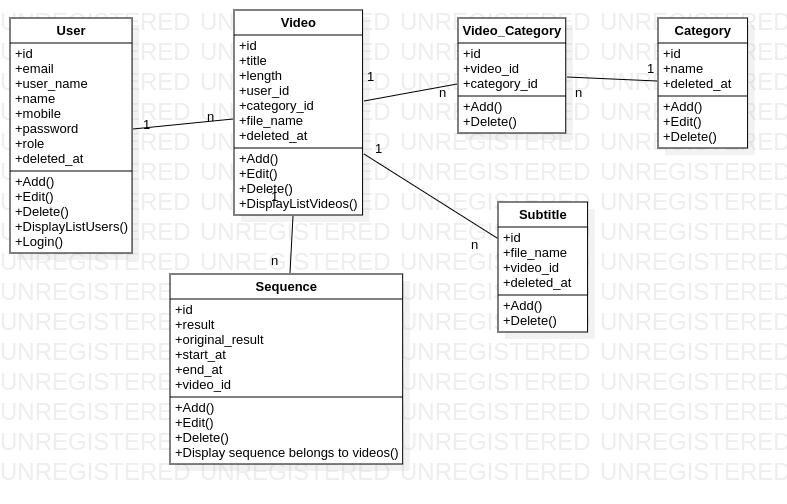 User
+id
+email
+user_name
+name
+mobile
+password
+role
+deleted_at
+Add()
+Edit()
+Delete()
+DisplayListUsers()
+Login()
1
n
Video
+id
+title
+length
+user_id
+category_id
+file_name
+deleted_at
+Add()
+Edit()
+Delete()
+DisplayListVideos()
1
n
Video_Category
+id
+video_id
+category_id
+Add()
+Delete()
n
1
Category
+id
+name
+deleted_at
+Add()
+Edit()
+Delete()
1
n
Subtitle
+id
+file_name
+video_id
+deleted_at
+Add()
+Delete()
1
n
Sequence
+id
+result
+original_result
+start_at
+end_at
+video_id
+Add()
+Edit()
+Delete()
+Display sequence belongs to videos()
UNREGISTERED